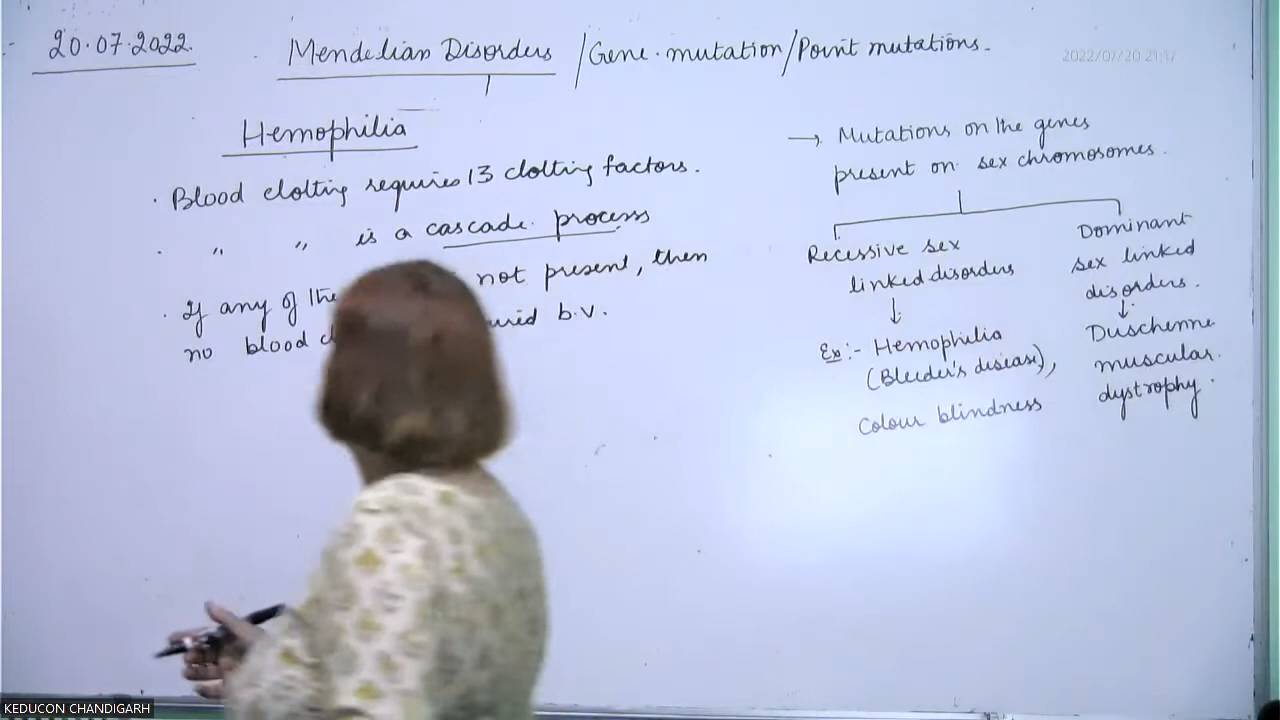 20.07.2022.
Mendelian Disorders / Gene.mutation / Point mutations.
2022/07/20 21:17
Hemophilia
. Blood clotting requires 13 clotting factors.
. " " is a cascade process
. If any of the not present, then
no blood b.v.
→ Mutations on the genes
present on sex chromosomes.
Recessive sex
linked disorders
Ex:- Hemophilia
(Bleeder's disease),
Colour blindness
Dominant
sex linked
disorders.
Duschenne
muscular.
dystrophy.
KEDUCON CHANDIGARH